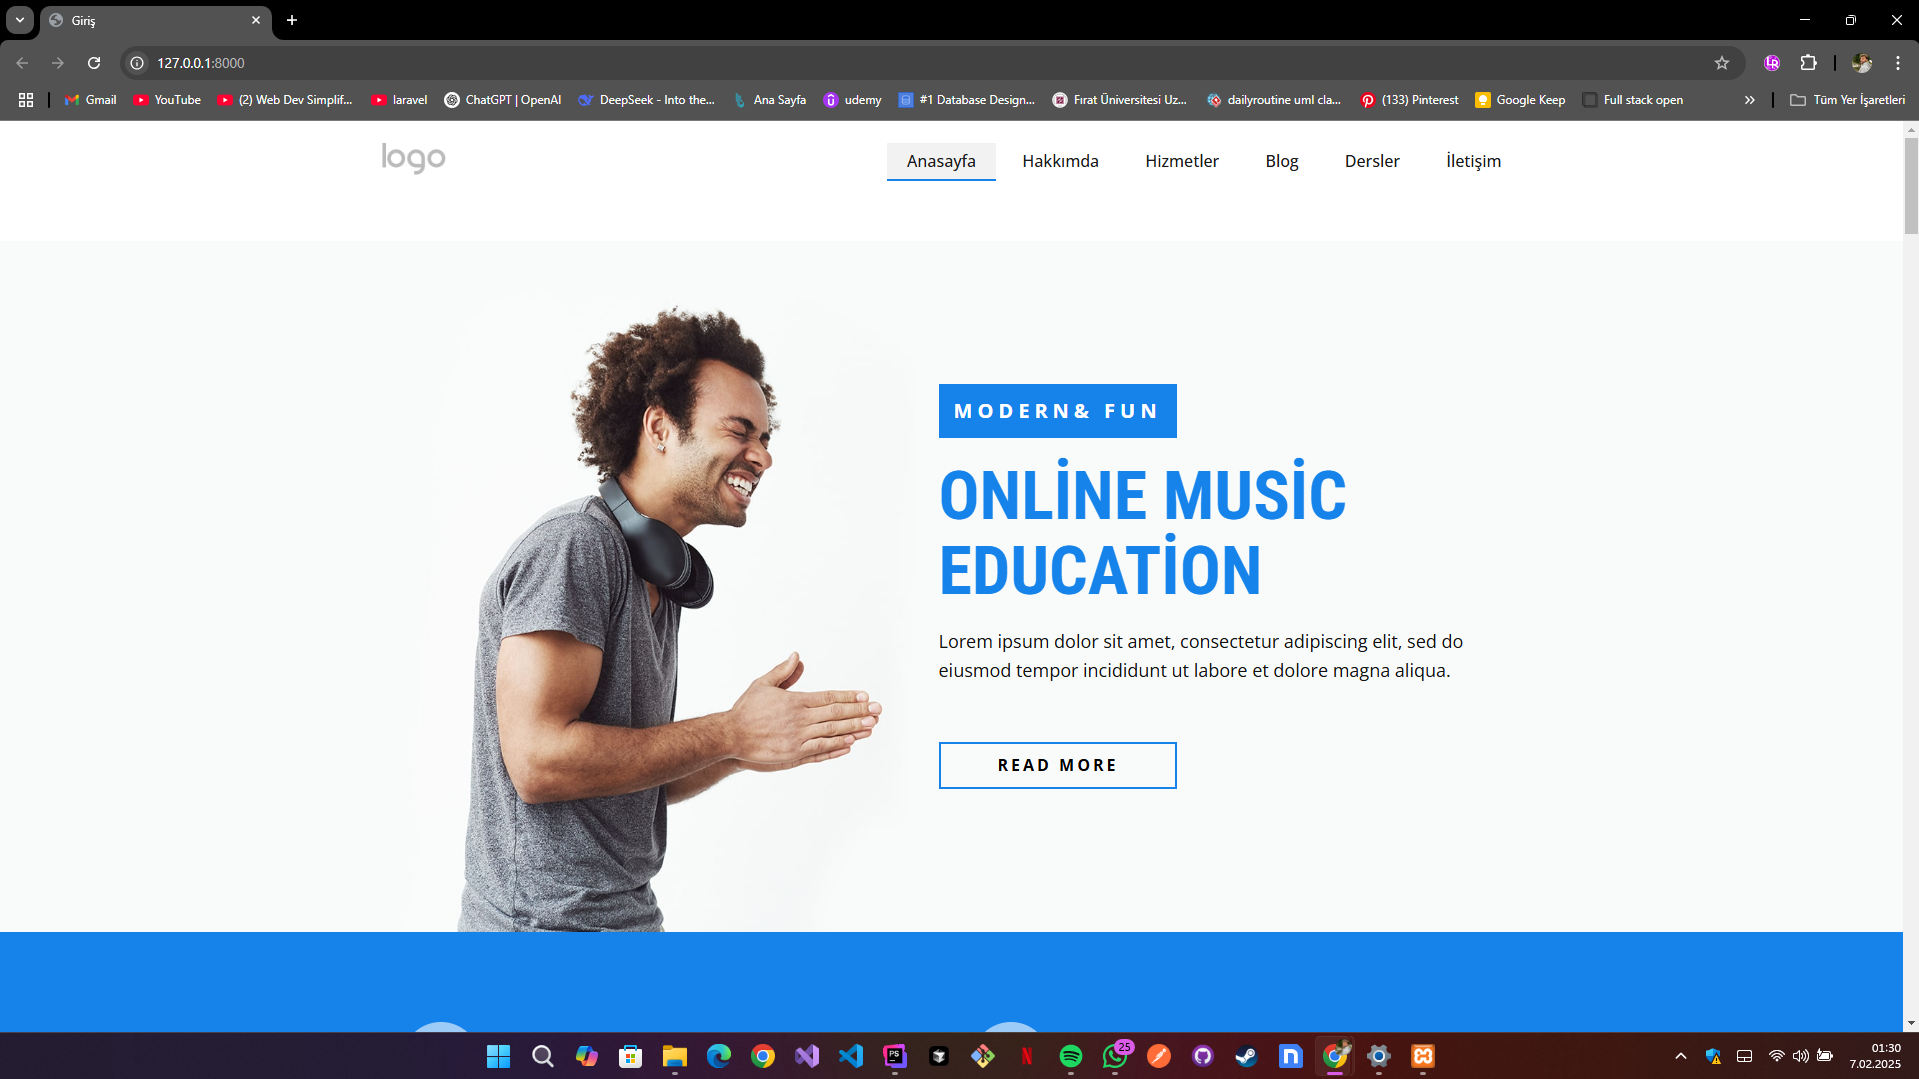 Giriş
127.0.0.1:8000
Gmail
YouTube
(2) Web Dev Simplif...
laravel
ChatGPT | OpenAI
DeepSeek - Into the...
Ana Sayfa
udemy
#1 Database Design...
Fırat Üniversitesi Uz...
dailyroutine uml cla...
(133) Pinterest
Google Keep
Full stack open
Tüm Yer İşaretleri
logo
Anasayfa
Hakkımda
Hizmetler
Blog
Dersler
İletişim
MODERN& FUN
ONLİNE MUSİC
EDUCATİON
Lorem ipsum dolor sit amet, consectetur adipiscing elit, sed do
eiusmod tempor incididunt ut labore et dolore magna aliqua.
READ MORE
PS
25
01:30
7.02.2025